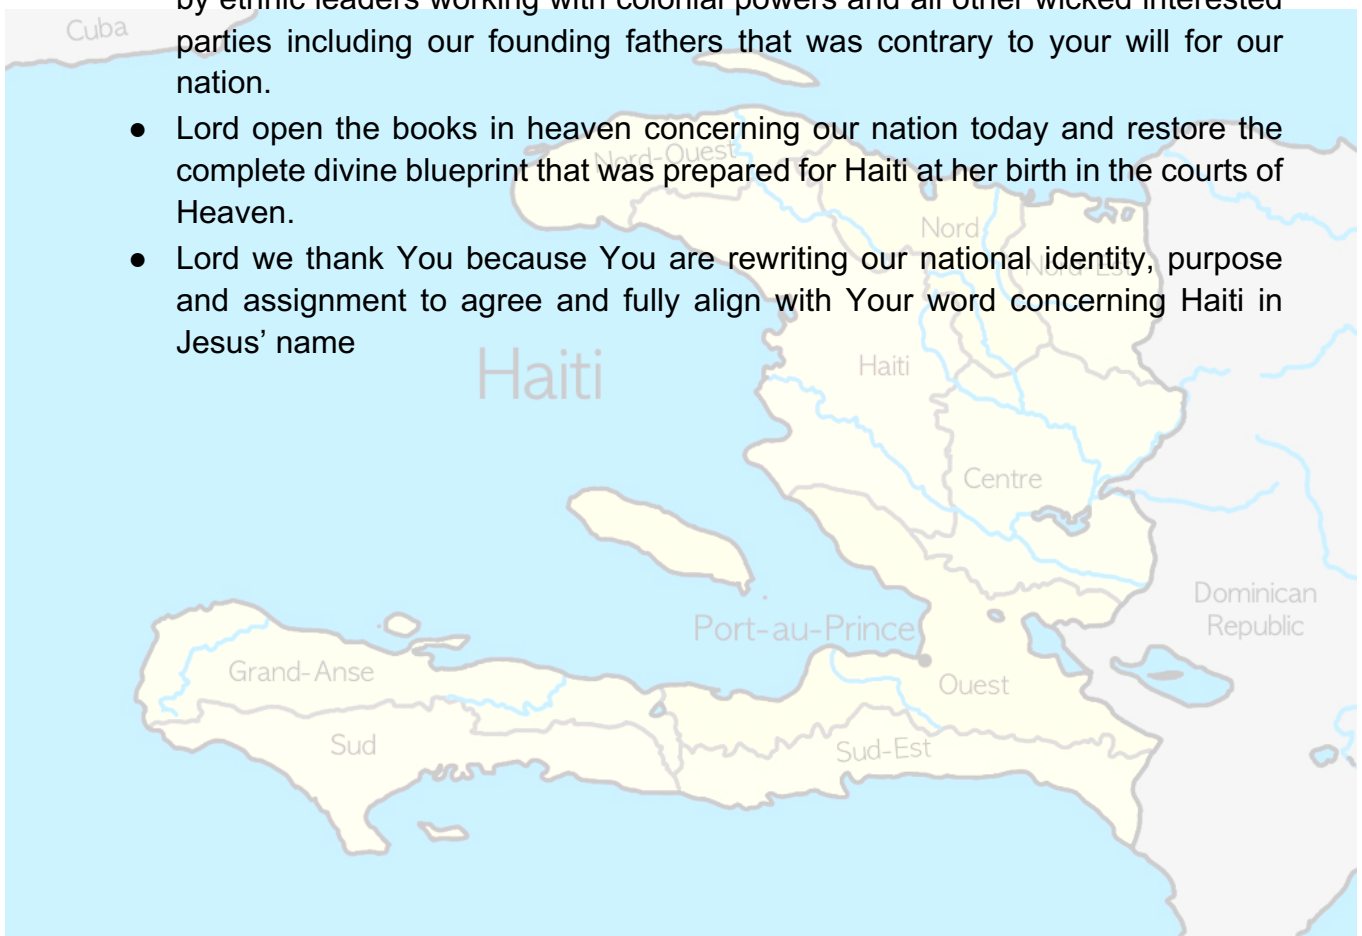 by ethnic leaders working with colonial powers and all other wicked interested
Cuba
parties including our founding fathers that was contrary to your will for our
nation.
● Lord open the books in heaven concerning our nation today and restore the
Nord-Ouest
complete divine blueprint that was prepared for Haiti at her birth in the courts of
Heaven.
Nord
● Lord we thank You because You are rewriting our national identity, purpose
Nord-Est
and assignment to agree and fully align with Your word concerning Haiti in
Jesus’ name
Haiti
Haiti
Centre
Dominican
Republic
Port-au-Prince
Grand-Anse
Ouest
Sud
Sud-Est